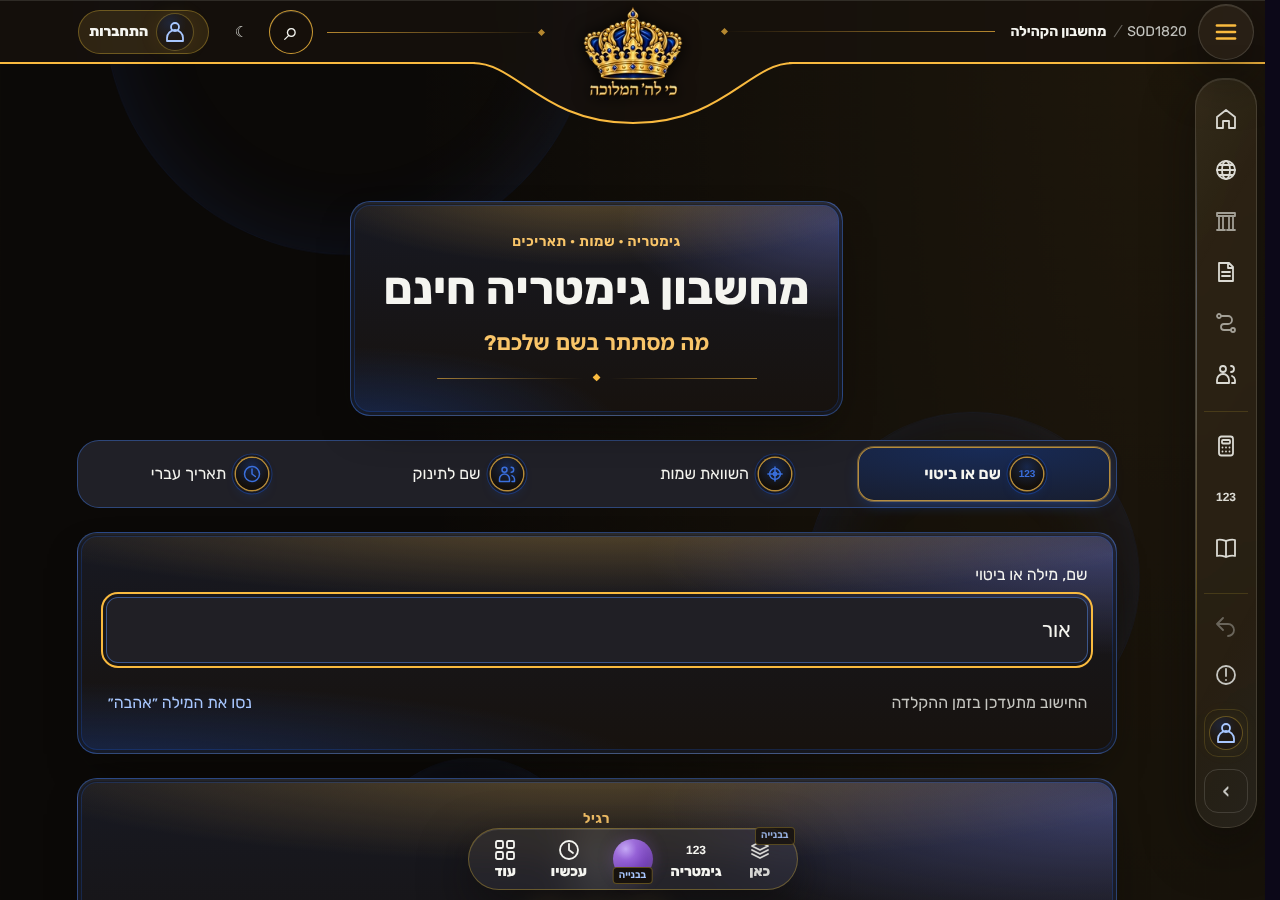 SOD1820 / מחשבון הקהילה
כי לה' המלוכה
התחברות
גימטריה • שמות • תאריכים
מחשבון גימטריה חינם
מה מסתתר בשם שלכם?
123 שם או ביטוי
השוואת שמות
שם לתינוק
תאריך עברי
123
שם, מילה או ביטוי
אור
החישוב מתעדכן בזמן ההקלדה
נסו את המילה ״אהבה״
רגיל
בבנייה
כאן
123
גימטריה
בבנייה
עכשיו
עוד